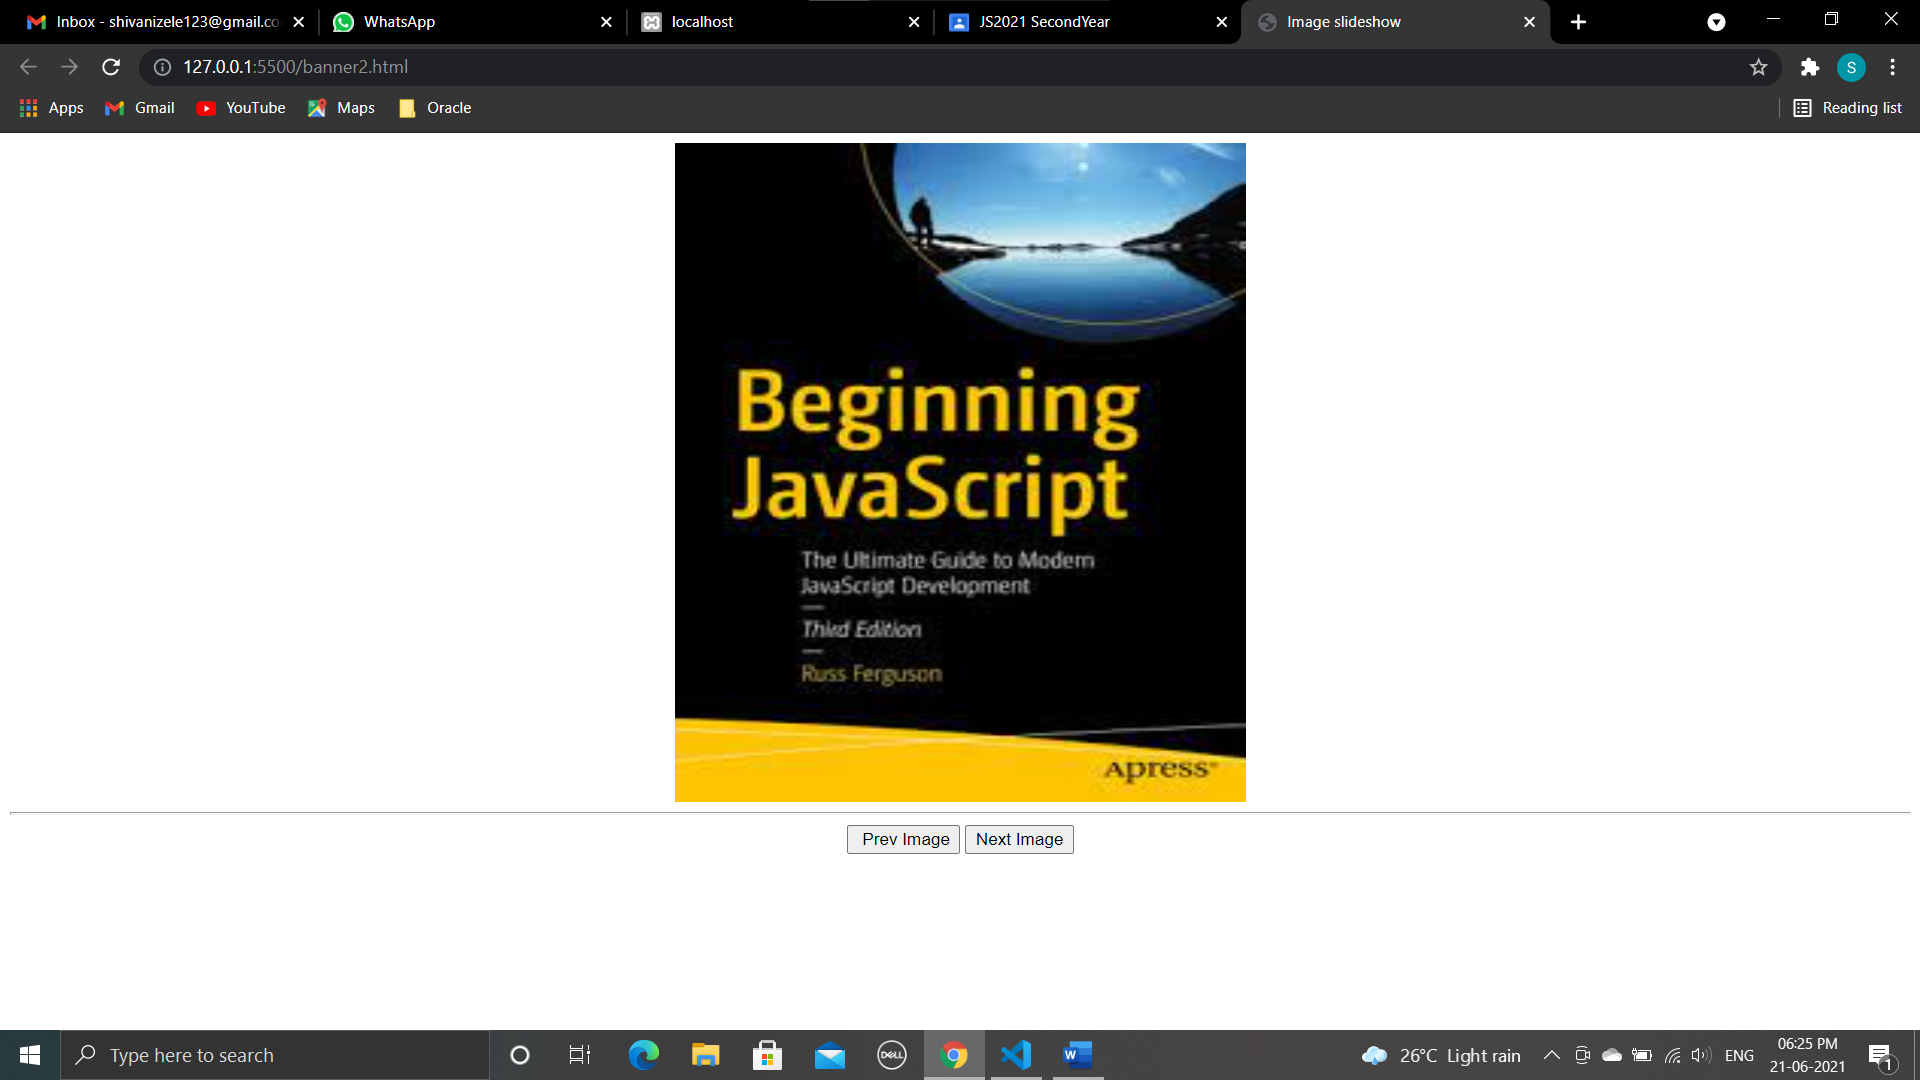 Inbox - shivanizele123@gmail.co
WhatsApp
localhost
JS2021 SecondYear
Image slideshow
127.0.0.1:5500/banner2.html
S
Apps
Gmail
YouTube
Maps
Oracle
Reading list
Beginning
JavaScript
The Ultimate Guide to Modern
JavaScript Development
—
Third Edition
—
Russ Ferguson
Apress®
Prev Image
Next Image
Type here to search
DELL
W
26°C Light rain
ENG
06:25 PM
21-06-2021
1